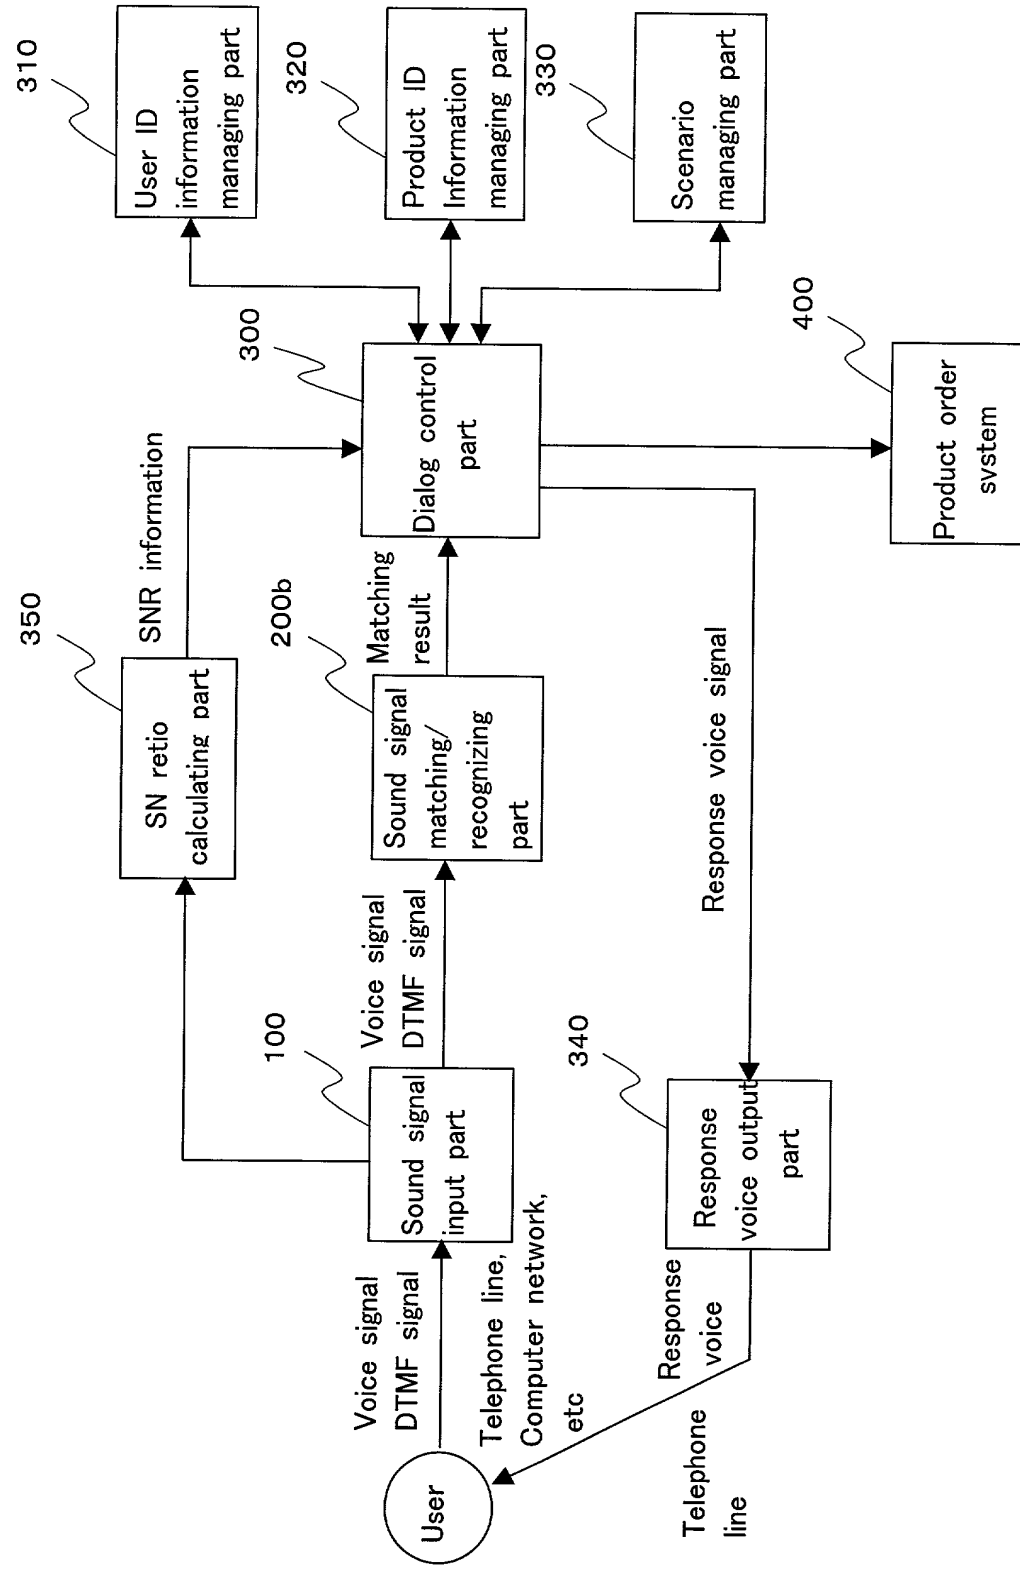 310
User ID
information
managing part
320
Product ID
Information
managing part
330
Scenario
managing part
300
Dialog control
part
400
Product order
svstem
SNR information
350
SN retio
calculating part
Matching
result
200b
Sound signal
matching/
recognizing
part
Response voice signal
Voice signal
DTMF signal
100
Sound signal
input part
340
Response
voice output
part
Voice signal
DTMF signal
Telephone line,
Computer network,
etc
Response
voice
Telephone
line
User